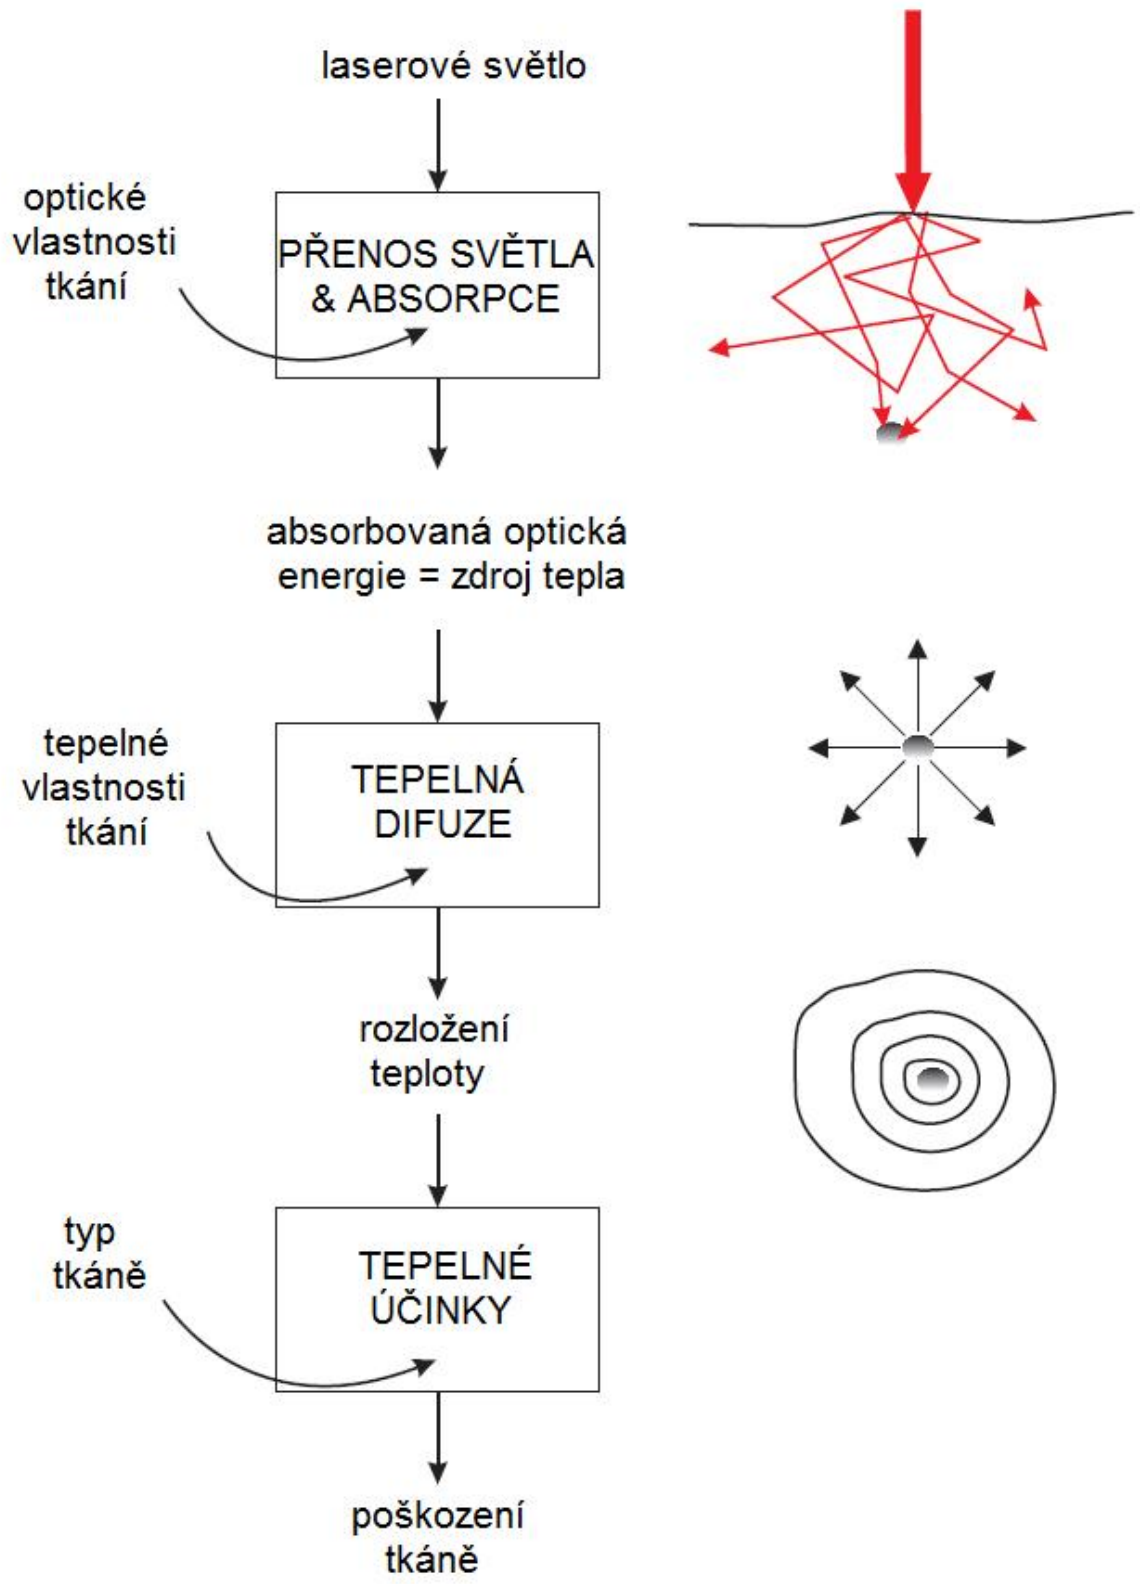 laserové světlo
optické
vlastnosti
tkání
PŘENOS SVĚTLA
& ABSORPCE
absorbovaná optická
energie = zdroj tepla
tepelné
vlastnosti
tkání
TEPELNÁ
DIFUZE
rozložení
teploty
typ
tkáně
TEPELNÉ
ÚČINKY
poškození
tkáně